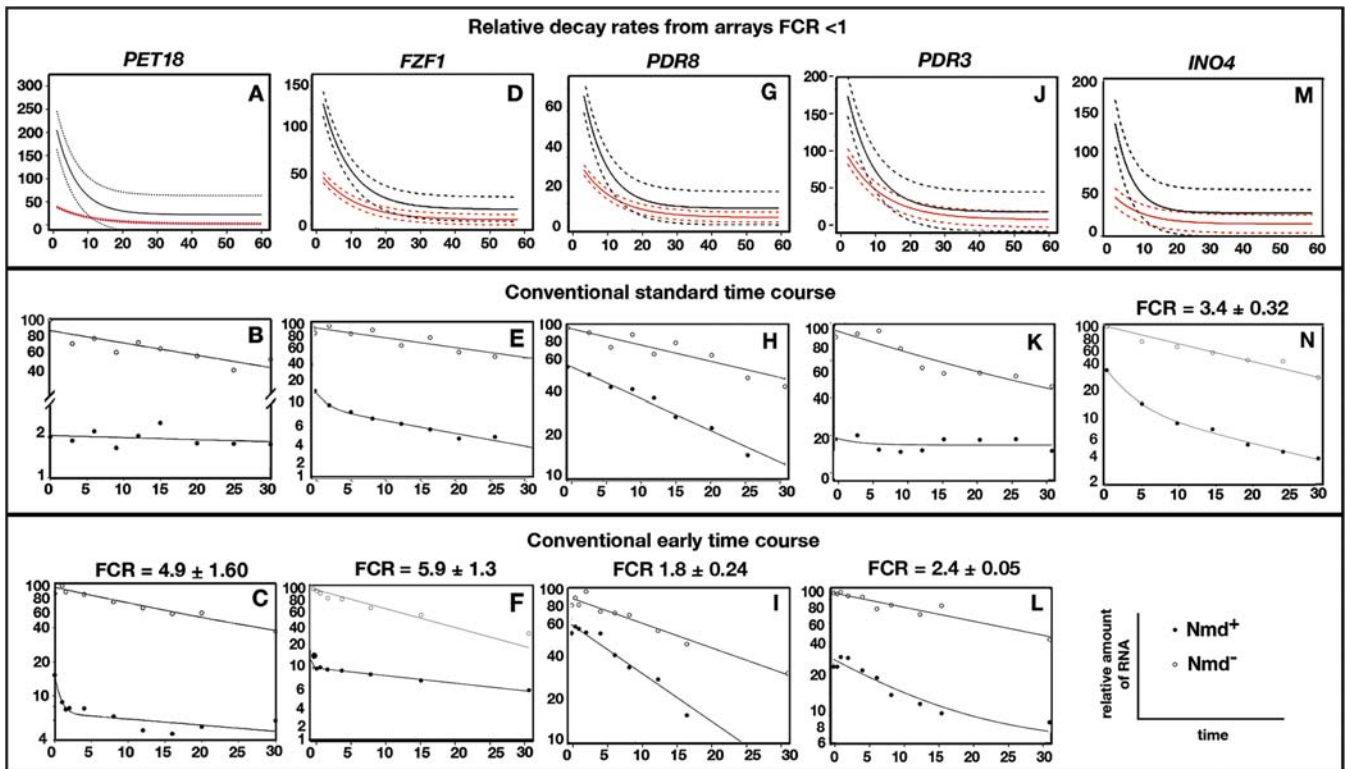 Relative decay rates from arrays FCR <1
PET18 FZF1 PDR8 PDR3 INO4
A
300
250
200
150
100
50
0
0 10 20 30 40 50 60
D
150
100
50
0
0 10 20 30 40 50 60
G
60
40
20
0
0 10 20 30 40 50 60
J
200
150
100
50
0
0 10 20 30 40 50 60
M
200
150
100
50
0
0 10 20 30 40 50 60
Conventional standard time course
B
100
80
60
40
2
1
0 5 10 15 20 25 30
E
100
80
60
40
20
10
6
4
2
1
0 5 10 15 20 25 30
H
100
80
60
40
20
10
0 5 10 15 20 25 30
K
100
80
60
40
20
0
0 5 10 15 20 25 30
FCR = 3.4 ± 0.32
N
100
60
40
20
10
6
4
2
0 5 10 15 20 25 30
Conventional early time course
FCR = 4.9 ± 1.60
C
100
80
60
40
20
10
4
0 5 10 15 20 25 30
FCR = 5.9 ± 1.3
F
100
80
60
40
20
10
6
4
2
1
0 5 10 15 20 25 30
FCR 1.8 ± 0.24
I
100
80
60
40
20
10
0 5 10 15 20 25 30
FCR = 2.4 ± 0.05
L
100
80
60
40
20
10
8
6
0 5 10 15 20 25 30
relative amount
of RNA
Nmd+
Nmd-
time